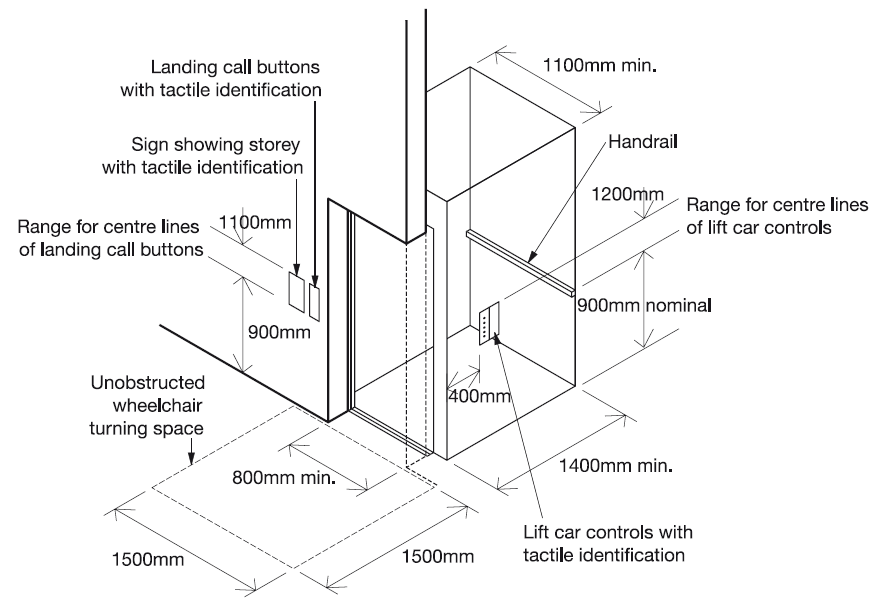 1100mm min.
Landing call buttons
with tactile identification
Sign showing storey
with tactile identification
Handrail
1200mm
1100mm
Range for centre lines
of landing call buttons
Range for centre lines
of lift car controls
900mm nominal
900mm
Unobstructed
wheelchair
turning space
400mm
800mm min.
1400mm min.
1500mm
1500mm
Lift car controls with
tactile identification